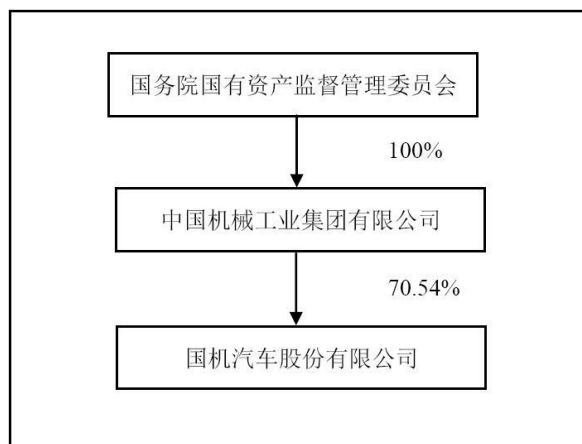 国务院国有资产监督管理委员会
100%
中国机械工业集团有限公司
70.54%
国机汽车股份有限公司